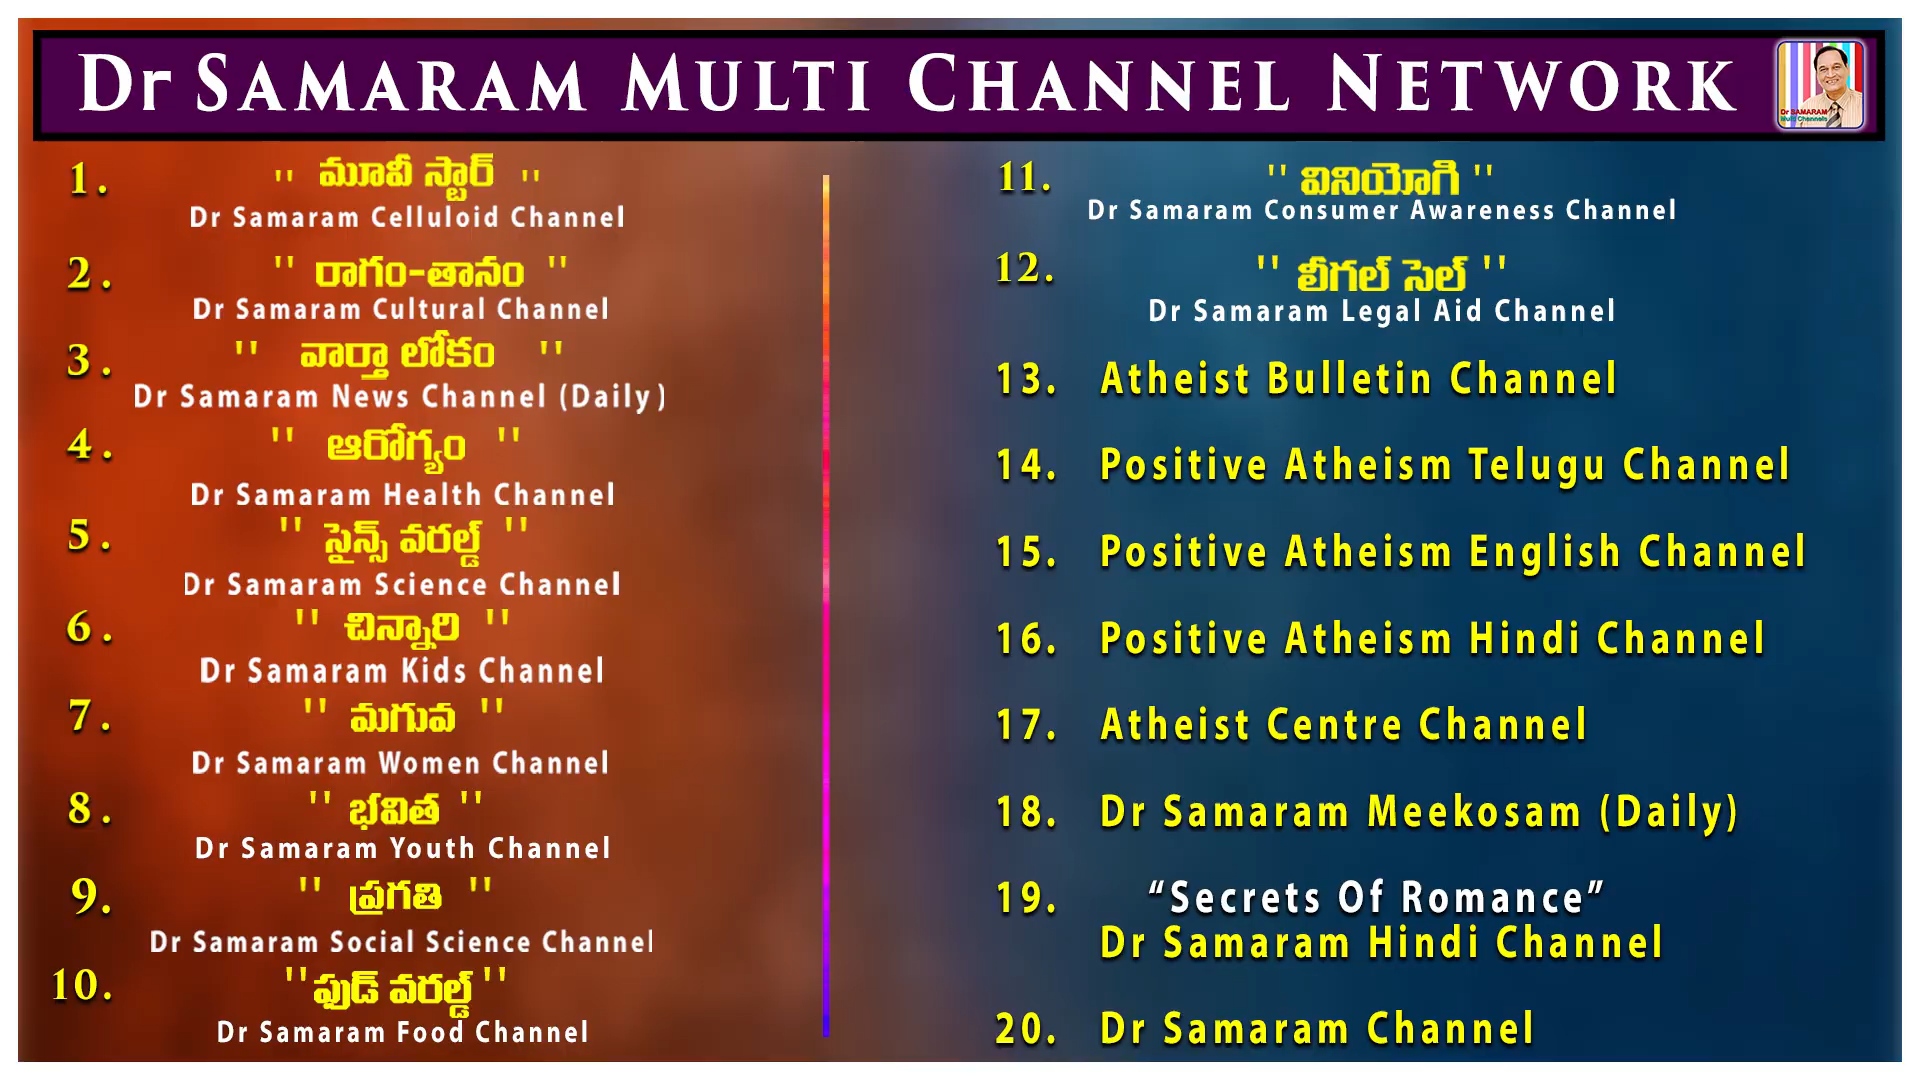 Dr SAMARAM MULTI CHANNEL NETWORK
Dr SAMARAM
Multi Channels
1. '' మూవీ స్టార్ ''
Dr Samaram Celluloid Channel
2. '' రాగం-తానం ''
Dr Samaram Cultural Channel
3. '' వార్తా లోకం ''
Dr Samaram News Channel (Daily)
4. '' ఆరోగ్యం ''
Dr Samaram Health Channel
5. '' సైన్స్ వరల్డ్ ''
Dr Samaram Science Channel
6. '' చిన్నారి ''
Dr Samaram Kids Channel
7. '' మగువ ''
Dr Samaram Women Channel
8. '' భవిత ''
Dr Samaram Youth Channel
9. '' ప్రగతి ''
Dr Samaram Social Science Channel
10. ''ఫుడ్ వరల్డ్''
Dr Samaram Food Channel
11. '' వినియోగి ''
Dr Samaram Consumer Awareness Channel
12. '' లీగల్ సెల్ ''
Dr Samaram Legal Aid Channel
13. Atheist Bulletin Channel
14. Positive Atheism Telugu Channel
15. Positive Atheism English Channel
16. Positive Atheism Hindi Channel
17. Atheist Centre Channel
18. Dr Samaram Meekosam (Daily)
19. “Secrets Of Romance”
Dr Samaram Hindi Channel
20. Dr Samaram Channel